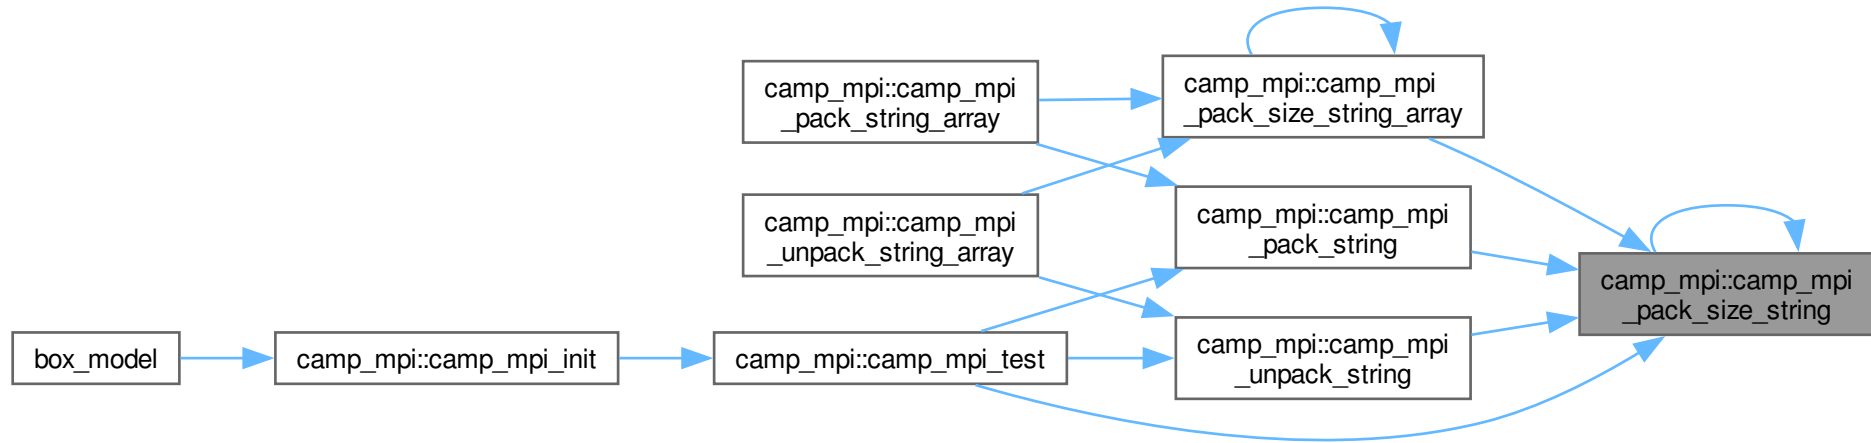 camp_mpi::camp_mpi
_pack_string_array
camp_mpi::camp_mpi
_pack_size_string_array
camp_mpi::camp_mpi
_unpack_string_array
camp_mpi::camp_mpi
_pack_string
camp_mpi::camp_mpi
_pack_size_string
box_model
camp_mpi::camp_mpi_init
camp_mpi::camp_mpi_test
camp_mpi::camp_mpi
_unpack_string